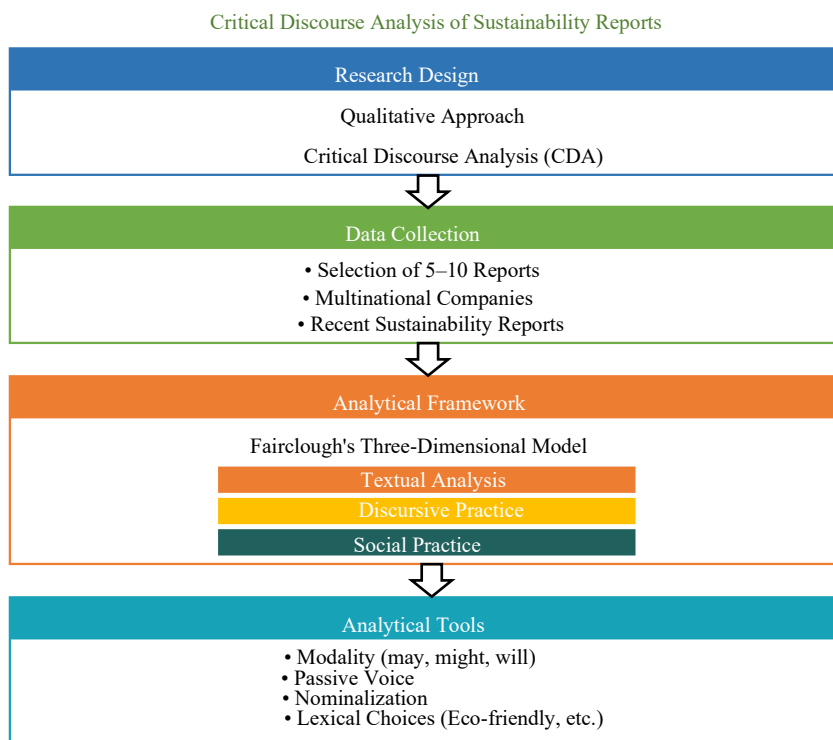 Critical Discourse Analysis of Sustainability Reports
Research Design
Qualitative Approach
Critical Discourse Analysis (CDA)
Data Collection
• Selection of 5–10 Reports
• Multinational Companies
• Recent Sustainability Reports
Analytical Framework
Fairclough's Three-Dimensional Model
Textual Analysis
Discursive Practice
Social Practice
Analytical Tools
• Modality (may, might, will)
• Passive Voice
• Nominalization
• Lexical Choices (Eco-friendly, etc.)